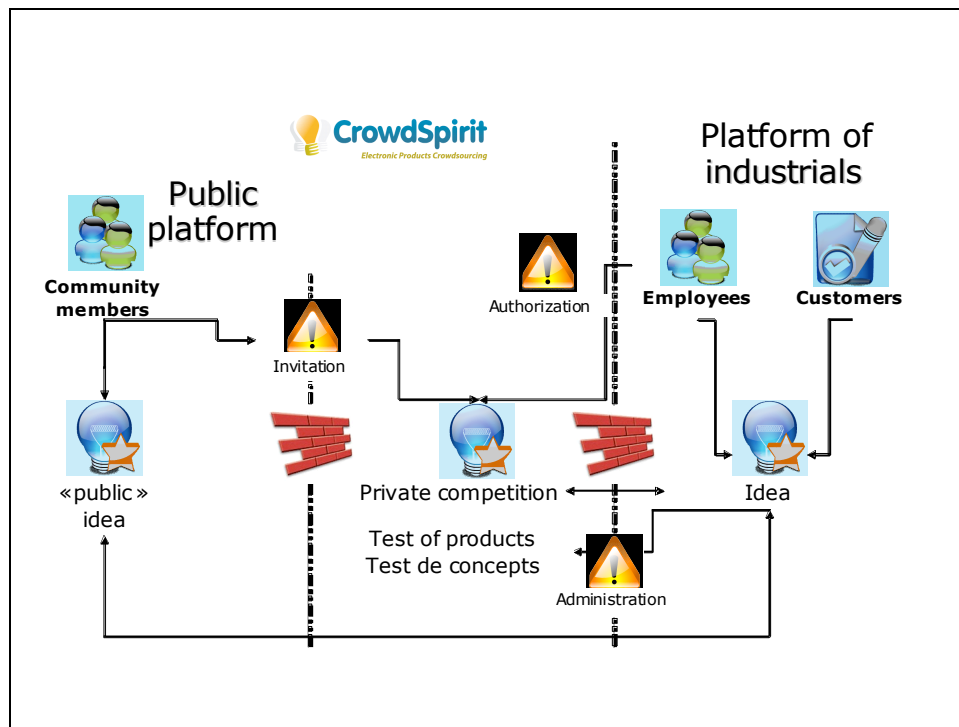 CrowdSpirit
Electronic Products Crowdsourcing
Platform of
industrials
Public
platform
Community
members
Authorization
Employees
Customers
Invitation
«public»
idea
Private competition
Idea
Test of products
Test de concepts
Administration